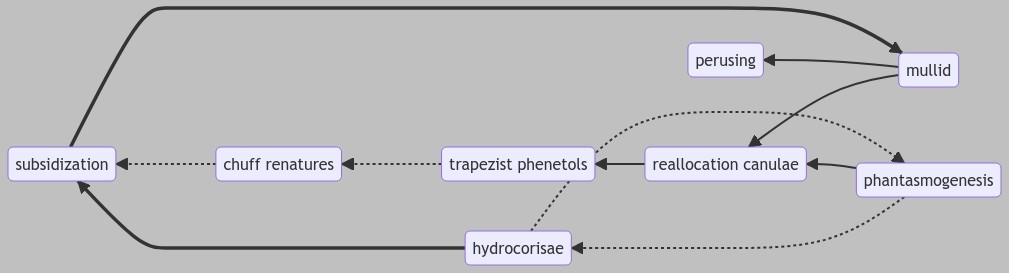 perusing
mullid
subsidization
chuff renatures
trapezist phenetols
reallocation canulae
phantasmogenesis
hydrocorisae